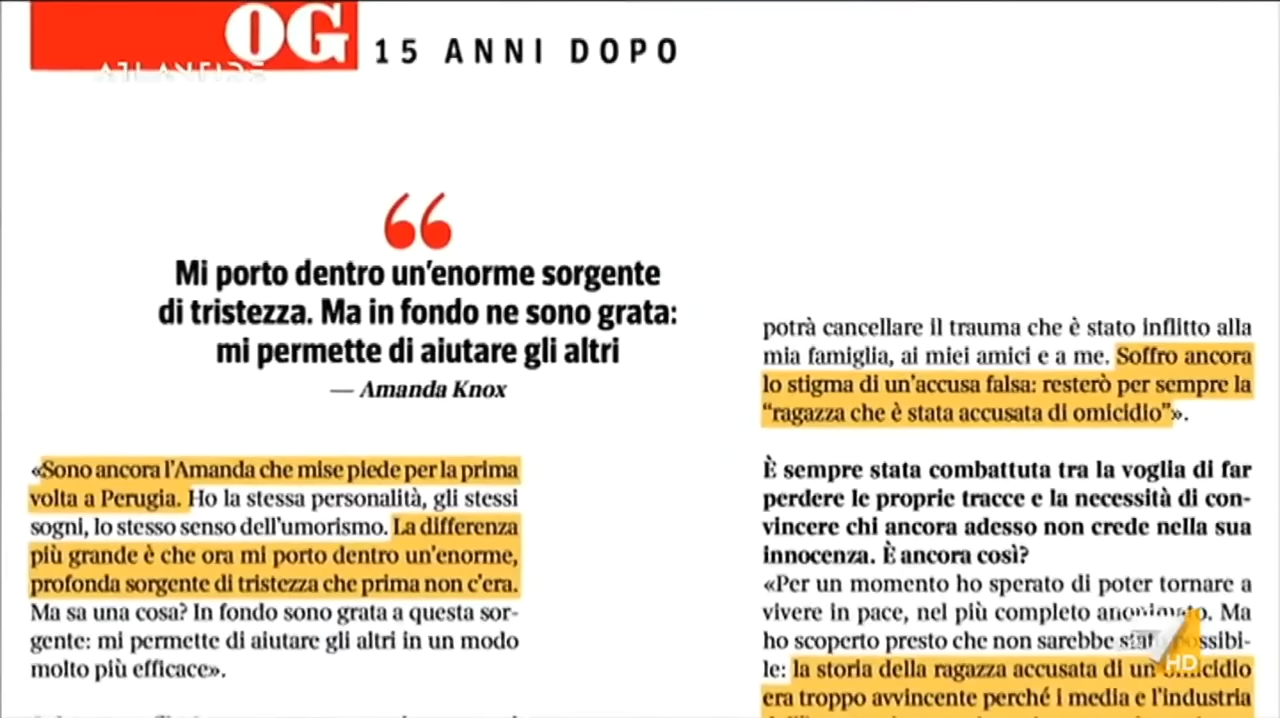 OG
15 ANNI DOPO
ATLANTIDE
“
Mi porto dentro un’enorme sorgente
di tristezza. Ma in fondo ne sono grata:
mi permette di aiutare gli altri
— Amanda Knox
«Sono ancora l’Amanda che mise piede per la prima
volta a Perugia. Ho la stessa personalità, gli stessi
sogni, lo stesso senso dell’umorismo. La differenza
più grande è che ora mi porto dentro un’enorme,
profonda sorgente di tristezza che prima non c’era.
Ma sa una cosa? In fondo sono grata a questa sor-
gente: mi permette di aiutare gli altri in un modo
molto più efficace».
potrà cancellare il trauma che è stato inflitto alla
mia famiglia, ai miei amici e a me. Soffro ancora
lo stigma di un’accusa falsa: resterò per sempre la
“ragazza che è stata accusata di omicidio”».
È sempre stata combattuta tra la voglia di far
perdere le proprie tracce e la necessità di con-
vincere chi ancora adesso non crede nella sua
innocenza. È ancora così?
«Per un momento ho sperato di poter tornare a
vivere in pace, nel più completo anonimato. Ma
ho scoperto presto che non sarebbe stato possibi-
le: la storia della ragazza accusata di un omicidio
era troppo avvincente perché i media e l’industria
HD